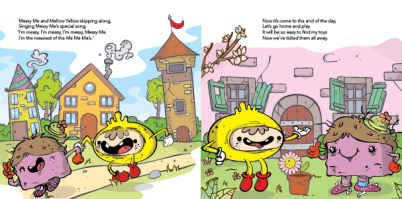 Messy Me and Mellow Yellow skipping along,
Singing Messy Me's special song.
'I'm messy, I'm messy, I'm messy, Messy Me.
I'm the messiest of the Me Me Me's.'
Now it's come to the end of the day,
Let's go home and play.
It will be so easy to find my toys
Now we've tidied them all away.